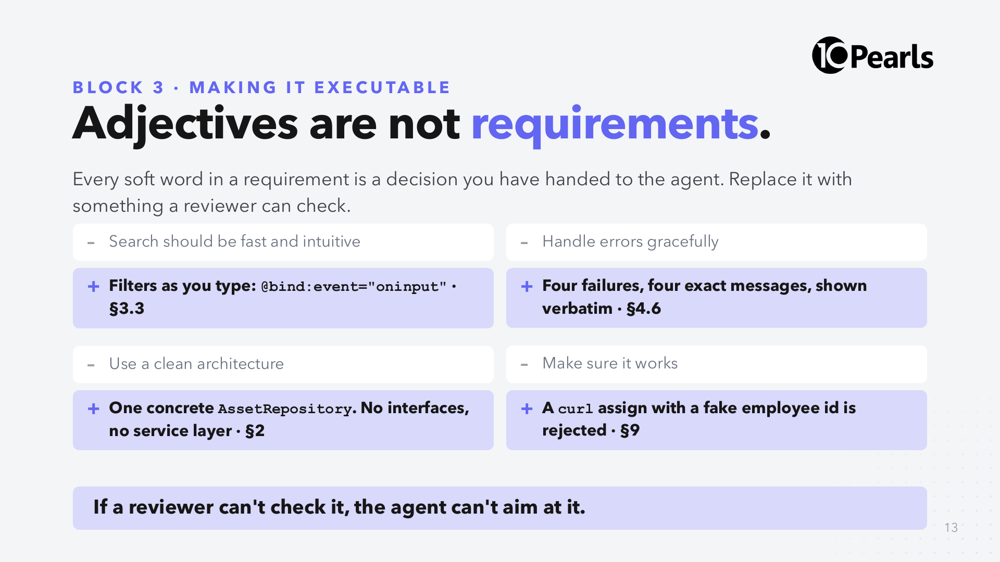 10Pearls
BLOCK 3 · MAKING IT EXECUTABLE
Adjectives are not requirements.
Every soft word in a requirement is a decision you have handed to the agent. Replace it with
something a reviewer can check.
– Search should be fast and intuitive
+ Filters as you type: @bind:event="oninput" ·
§3.3
– Handle errors gracefully
+ Four failures, four exact messages, shown
verbatim · §4.6
– Use a clean architecture
+ One concrete AssetRepository. No interfaces,
no service layer · §2
– Make sure it works
+ A curl assign with a fake employee id is
rejected · §9
If a reviewer can't check it, the agent can't aim at it.
13